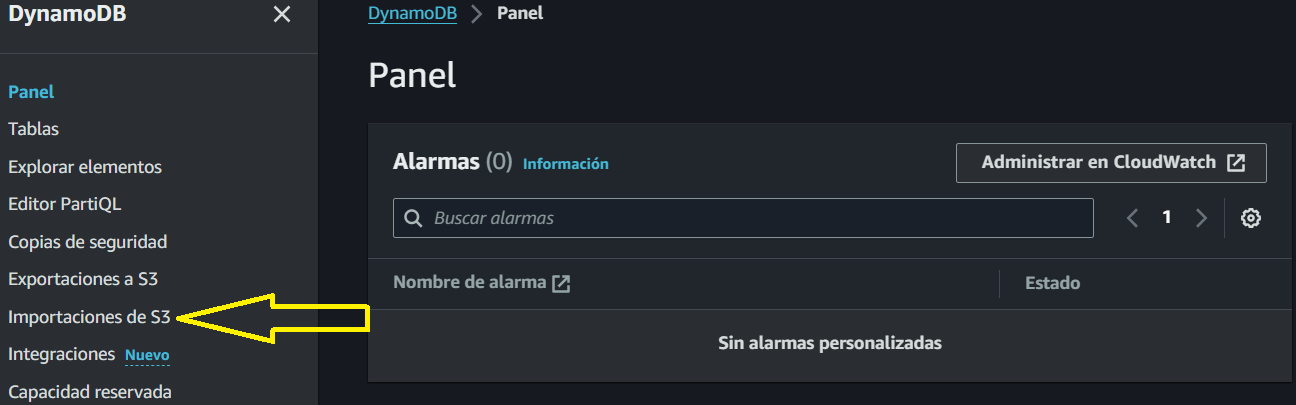 DynamoDB
Panel
Tablas
Explorar elementos
Editor PartiQL
Copias de seguridad
Exportaciones a S3
Importaciones de S3
Integraciones Nuevo
Capacidad reservada
DynamoDB Panel
Panel
Alarmas (0) Información
Administrar en CloudWatch
Buscar alarmas
1
Nombre de alarma Estado
Sin alarmas personalizadas